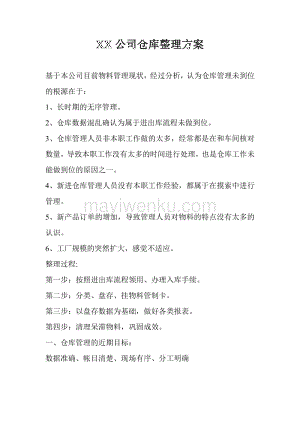 XX公司仓库整理方案
基于本公司目前物料管理现状，经过分析，认为仓库管理未到位
的根源在于：
1、长时期的无序管理。
2、仓库数据混乱确认为属于进出库流程未做到位。
3、仓库管理人员非本职工作做的太多，经常都是在和车间核对
数量，导致本职工作没有太多的时间进行处理，也是仓库工作未
能做到位的原因之一。
4、新进仓库管理人员没有本职工作经验，都属于在摸索中进行
管理。
mayiwenku.com
5、新产品订单的增加，导致管理人员对物料的特点没有太多的
认识。
6、工厂规模的突然扩大，感觉不适应。
整理过程：
第一步：按照进出库流程领用、办理入库手续。
第二步：分类、盘存，挂物料管制卡。
第三步：以盘存数据为基础，做好各类报表。
第四步：清理呆滞物料，巩固成效。
一、仓库管理的近期目标：
数据准确、帐目清楚、现场有序、分工明确